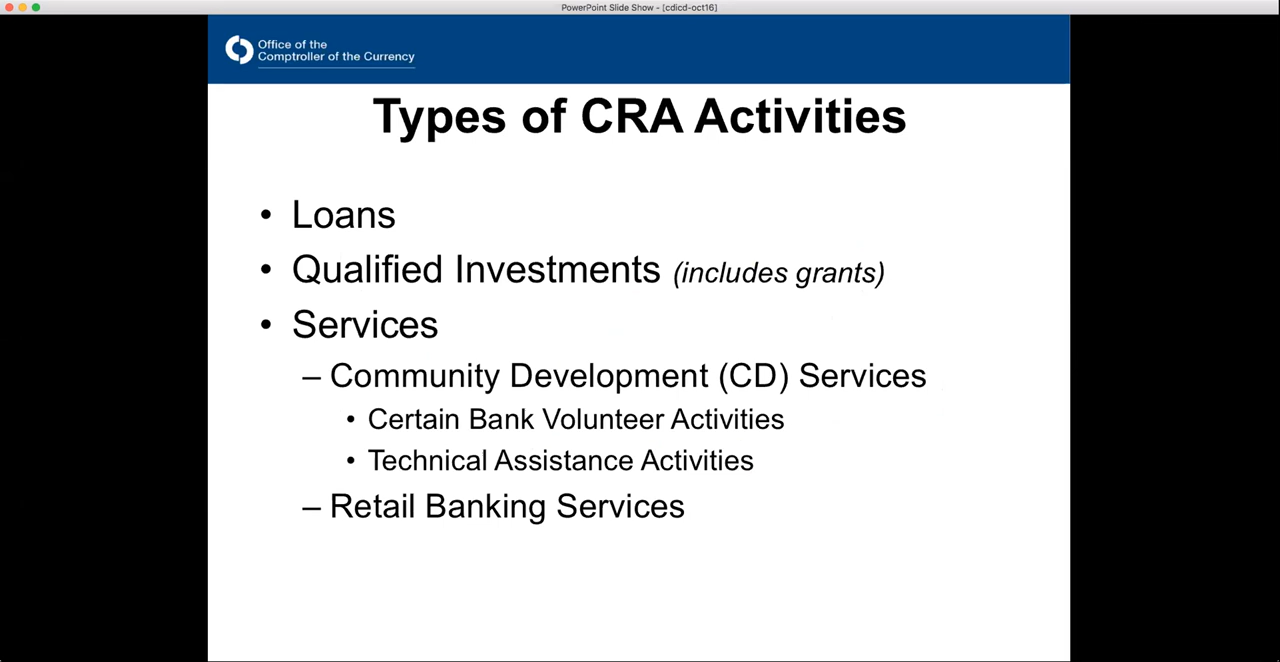 PowerPoint Slide Show - [cdicd-oct16]
Office of the
Comptroller of the Currency
Types of CRA Activities
• Loans
• Qualified Investments (includes grants)
• Services
– Community Development (CD) Services
• Certain Bank Volunteer Activities
• Technical Assistance Activities
– Retail Banking Services